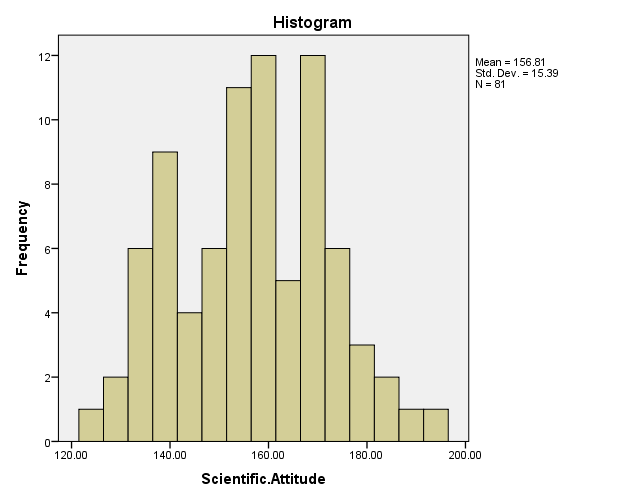 Histogram
Mean = 156.81
Std. Dev. = 15.39
N = 81
12
10
8
6
4
2
0
Frequency
120.00 140.00 160.00 180.00 200.00
Scientific.Attitude